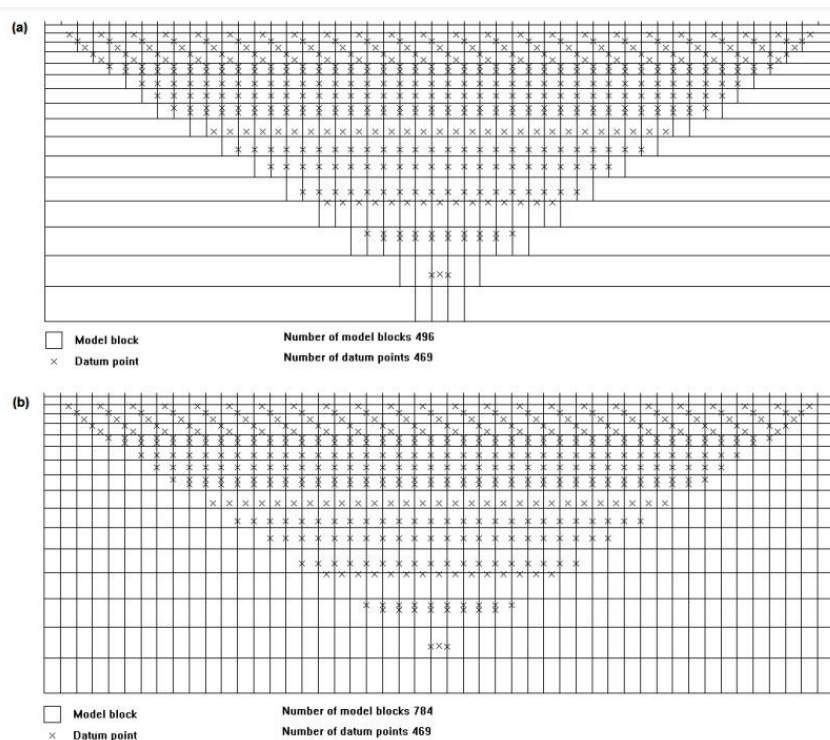 (a)
Model block
Number of model blocks 496
× Datum point
Number of datum points 469
(b)
Model block
Number of model blocks 784
× Datum point
Number of datum points 469